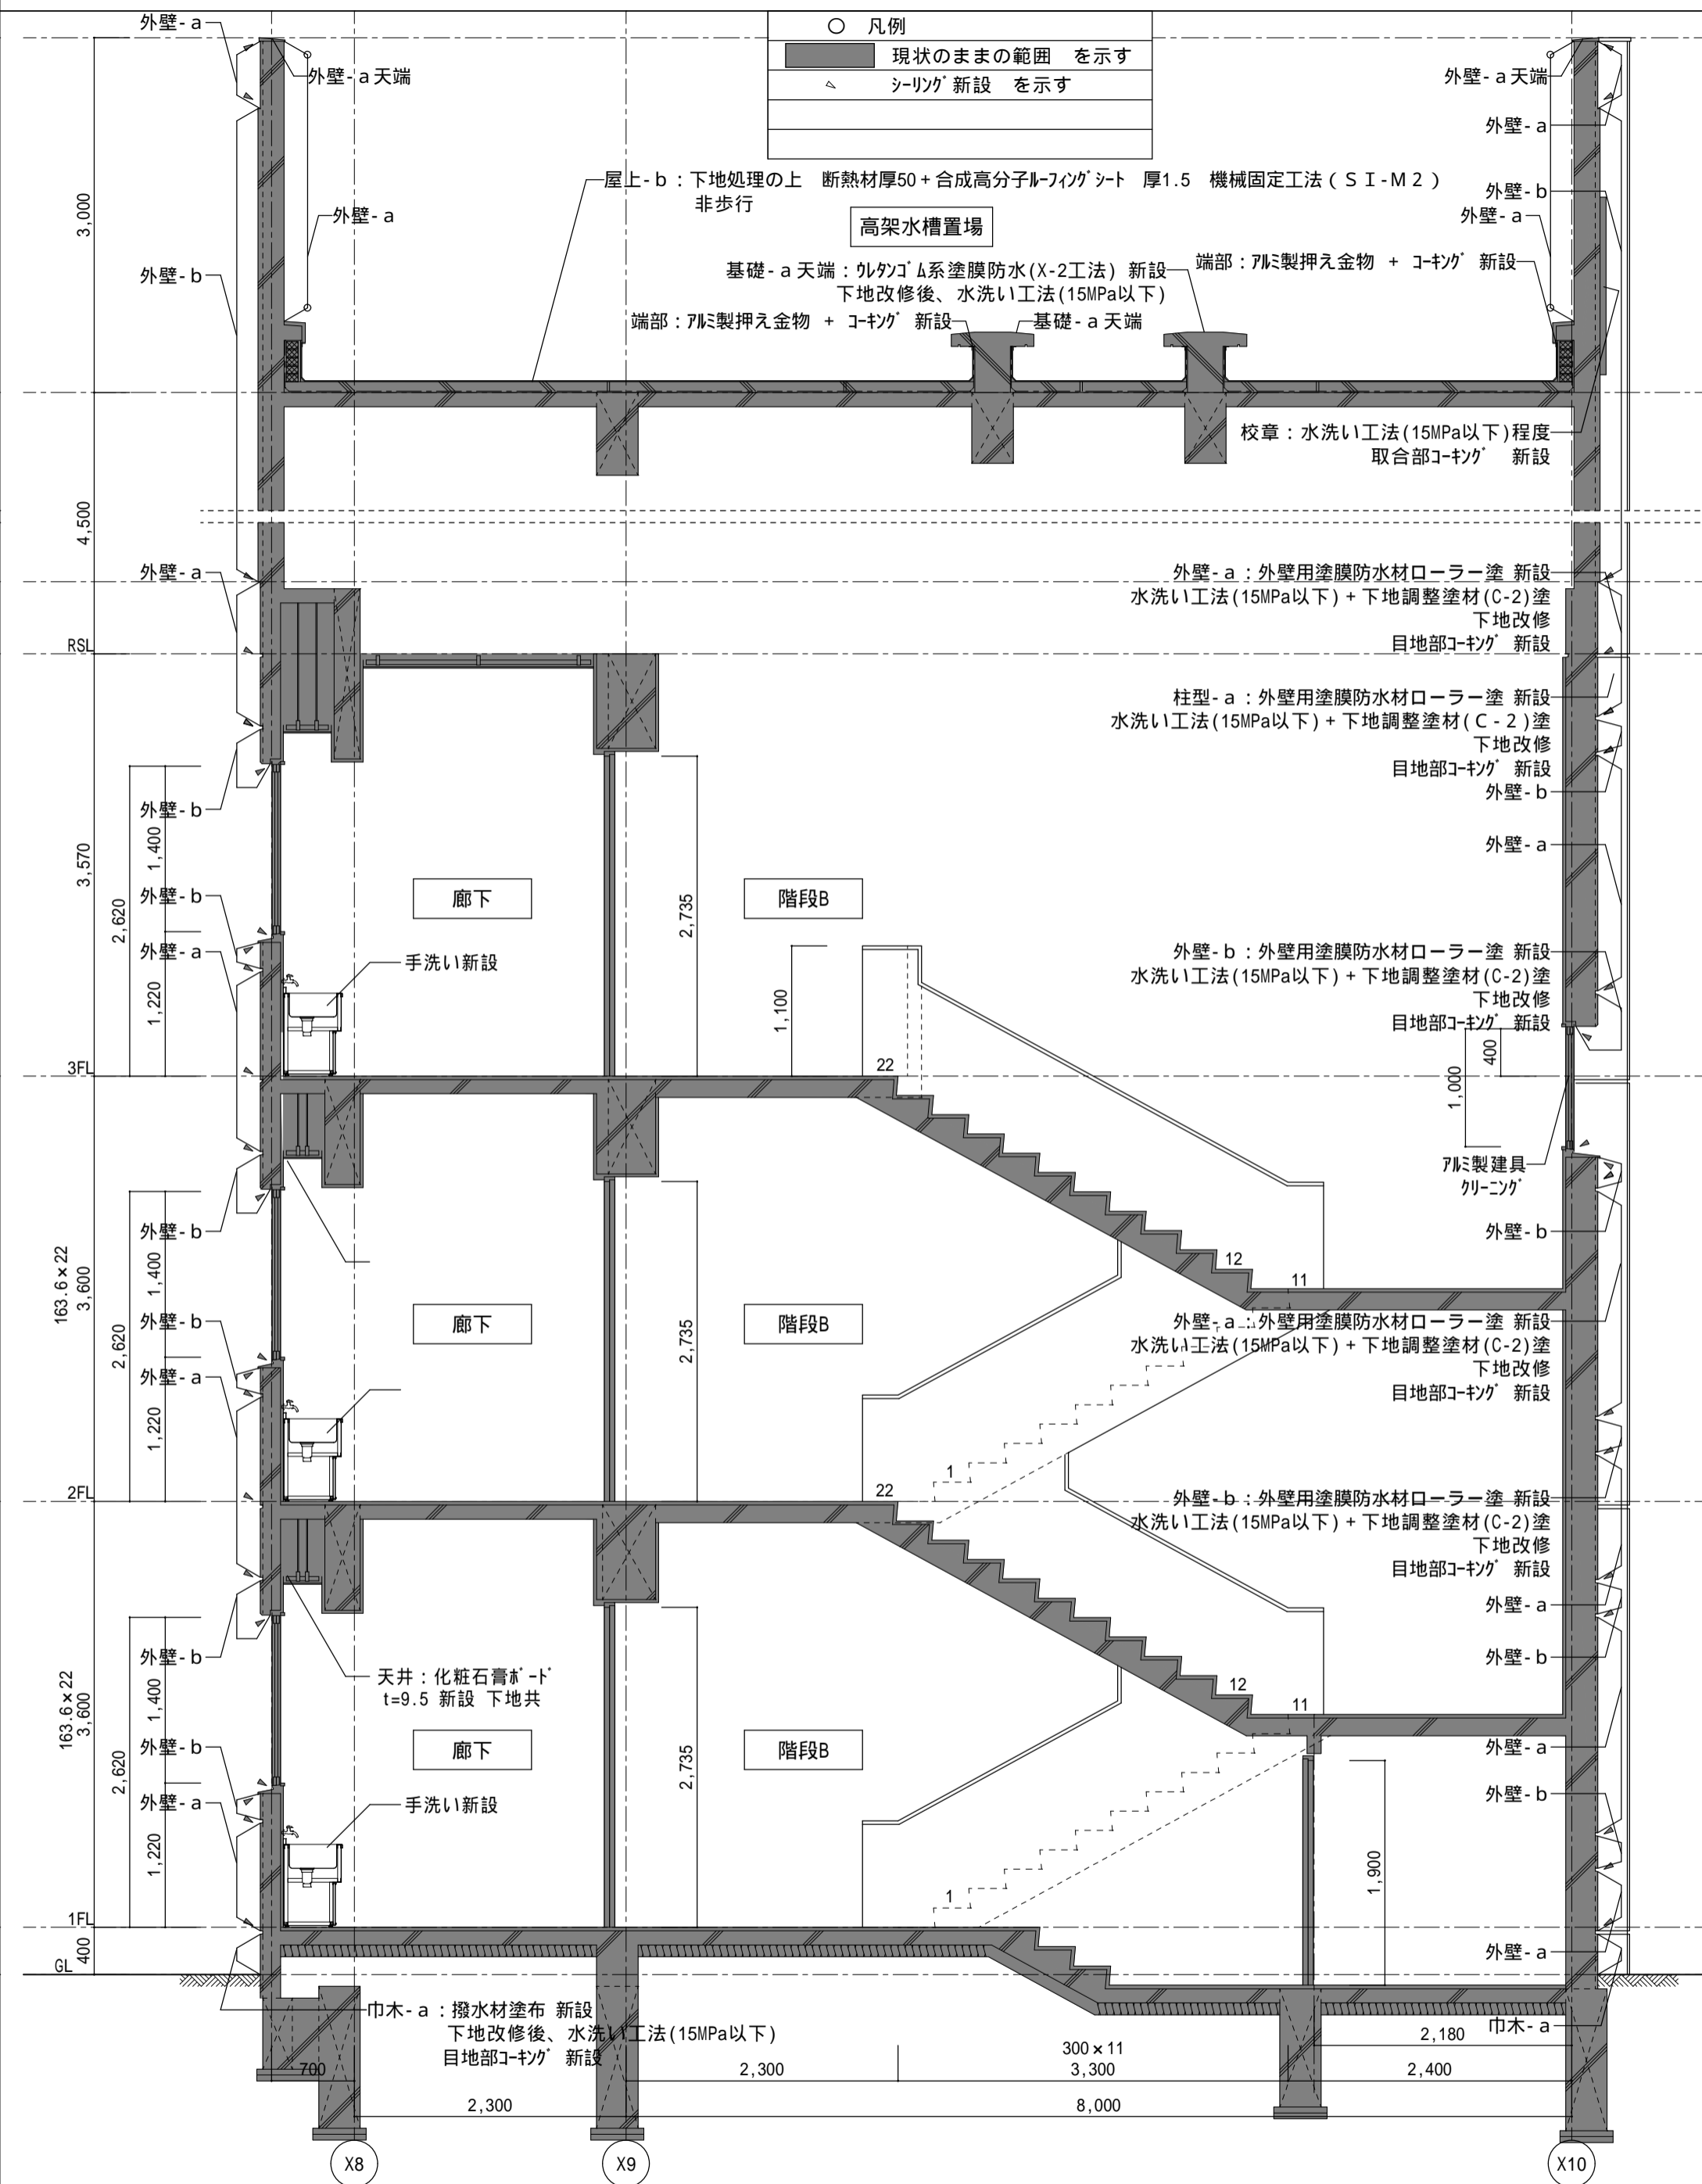 ○ 凡例
現状のままの範囲 を示す
シーリング新設 を示す
外壁-a
外壁-a天端
外壁-a天端
外壁-a
屋上-b：下地処理の上 断熱材厚50+合成高分子ルーフィングシート 厚1.5 機械固定工法(SI-M2)
非歩行
外壁-b
3,000
外壁-a
外壁-a
高架水槽置場
外壁-b
基礎-a天端：ウレタンゴム系塗膜防水(X-2工法) 新設
下地改修後、水洗い工法(15MPa以下)
端部：アルミ製押え金物 + コーキング 新設
端部：アルミ製押え金物 + コーキング 新設
基礎-a天端
校章：水洗い工法(15MPa以下)程度
取合部コーキング 新設
4,500
外壁-a
外壁-a：外壁用塗膜防水材ローラー塗 新設
水洗い工法(15MPa以下)+下地調整塗材(C-2)塗
下地改修
目地部コーキング 新設
RSL
柱型-a：外壁用塗膜防水材ローラー塗 新設
水洗い工法(15MPa以下)+下地調整塗材(C-2)塗
下地改修
目地部コーキング 新設
外壁-b
外壁-b
1,400
3,570
外壁-a
2,620
外壁-b
廊下
2,735
階段B
外壁-a
手洗い新設
1,220
1,100
外壁-b：外壁用塗膜防水材ローラー塗 新設
水洗い工法(15MPa以下)+下地調整塗材(C-2)塗
下地改修
目地部コーキング 新設
400
1,000
3FL
22
アルミ製建具
クリーニング
外壁-b
外壁-b
163.6×22
3,600
1,400
12
11
2,620
外壁-b
廊下
2,735
階段B
外壁-a：外壁用塗膜防水材ローラー塗 新設
水洗い工法(15MPa以下)+下地調整塗材(C-2)塗
下地改修
目地部コーキング 新設
外壁-a
1,220
1
2FL
22
外壁-b：外壁用塗膜防水材ローラー塗 新設
水洗い工法(15MPa以下)+下地調整塗材(C-2)塗
下地改修
目地部コーキング 新設
外壁-a
外壁-b
外壁-b
天井：化粧石膏ボード
t=9.5 新設 下地共
163.6×22
3,600
1,400
12
11
2,620
外壁-b
廊下
2,735
階段B
外壁-a
外壁-a
手洗い新設
外壁-b
1,220
1,900
1
1FL
400
外壁-a
GL
巾木-a：撥水材塗布 新設
下地改修後、水洗い工法(15MPa以下)
目地部コーキング 新設
巾木-a
2,180
300×11
700
2,300
3,300
2,400
2,300
8,000
X8
X9
X10